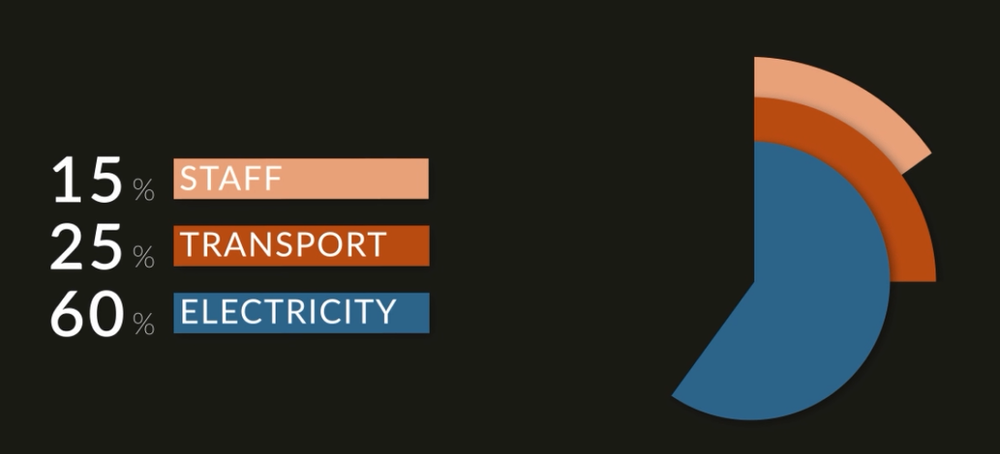 15 % STAFF
25 % TRANSPORT
60 % ELECTRICITY